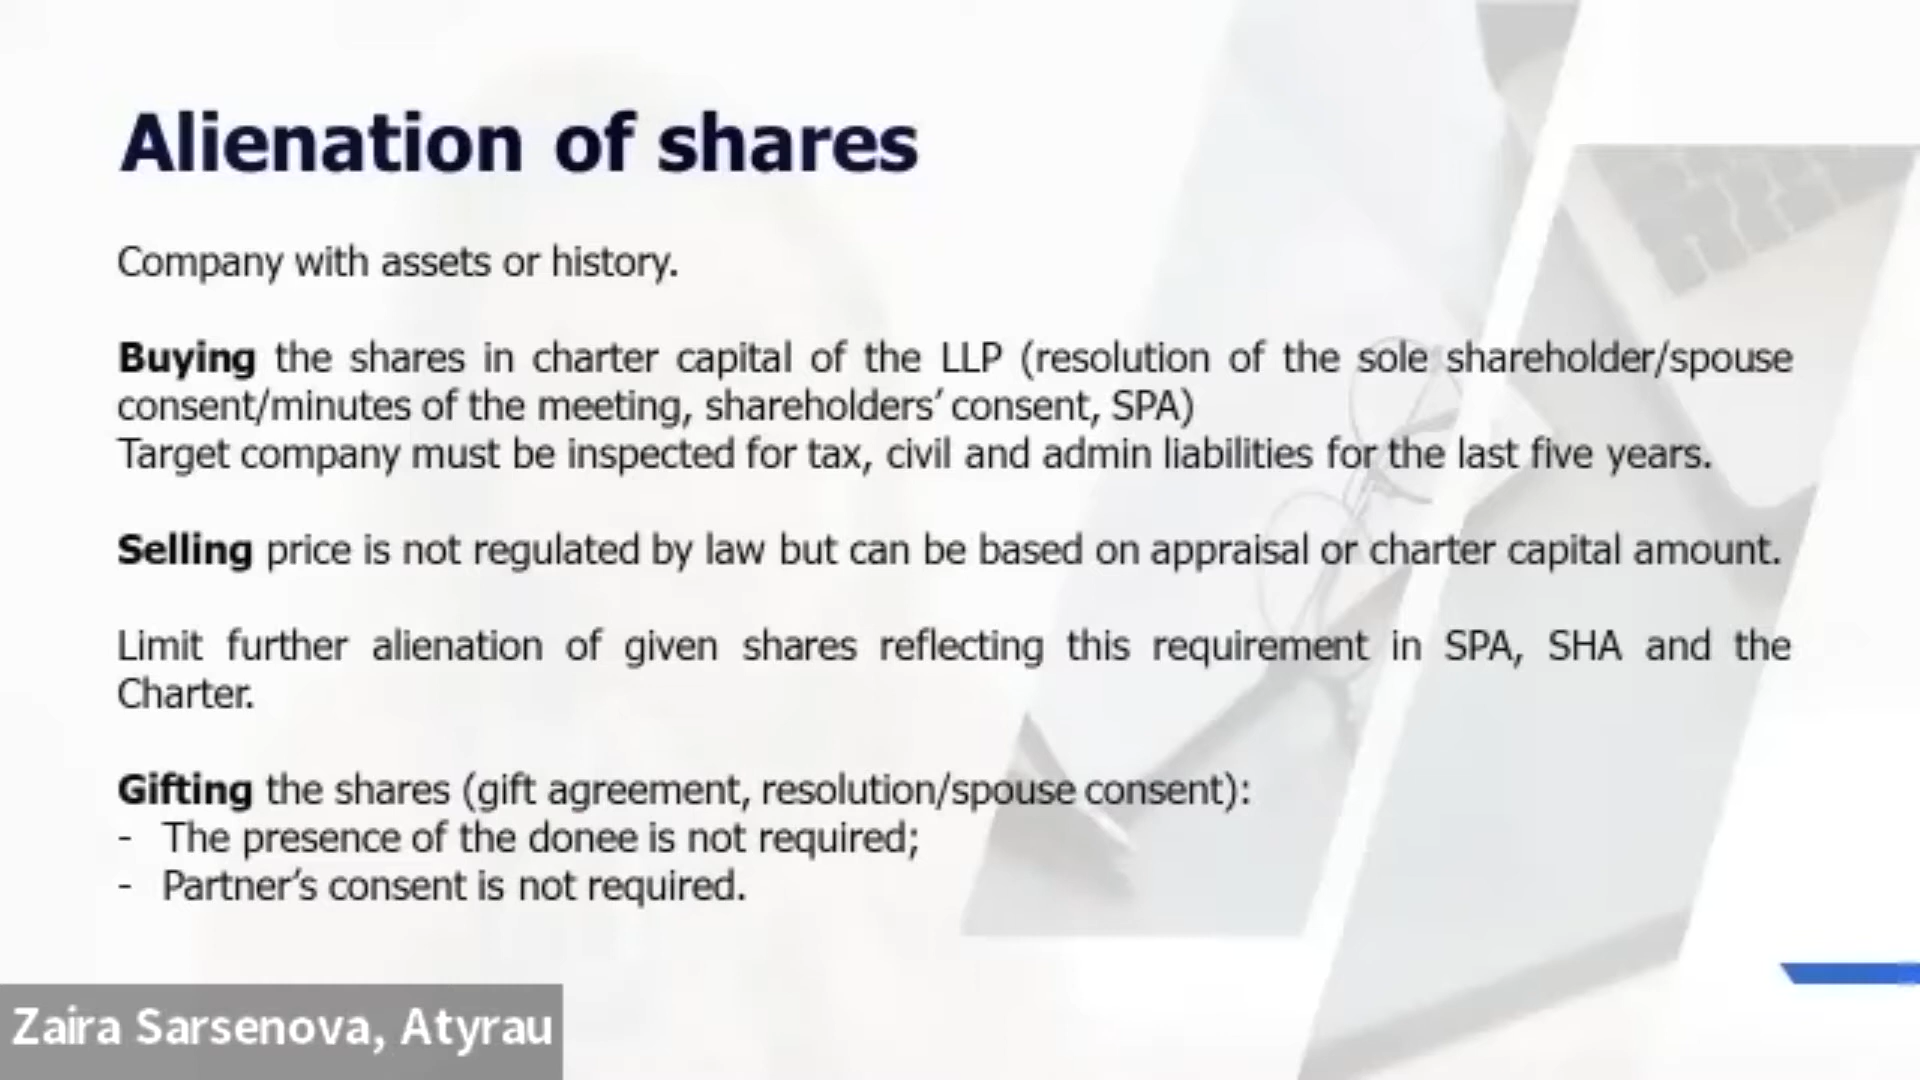 Alienation of shares
Company with assets or history.
Buying the shares in charter capital of the LLP (resolution of the sole shareholder/spouse
consent/minutes of the meeting, shareholders’ consent, SPA)
Target company must be inspected for tax, civil and admin liabilities for the last five years.
Selling price is not regulated by law but can be based on appraisal or charter capital amount.
Limit further alienation of given shares reflecting this requirement in SPA, SHA and the
Charter.
Gifting the shares (gift agreement, resolution/spouse consent):
- The presence of the donee is not required;
- Partner’s consent is not required.
Zaira Sarsenova, Atyrau